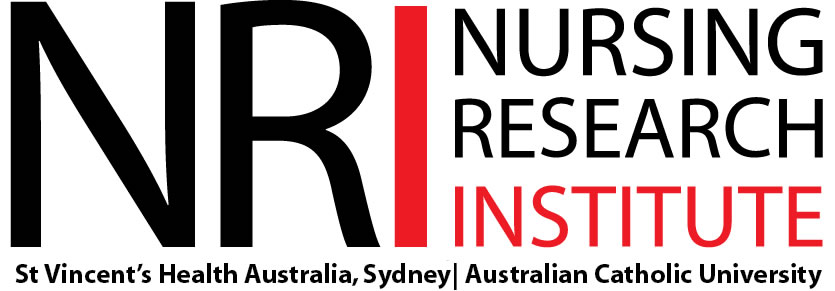 NRI
NURSING
RESEARCH
INSTITUTE
St Vincent's Health Australia, Sydney| Australian Catholic University